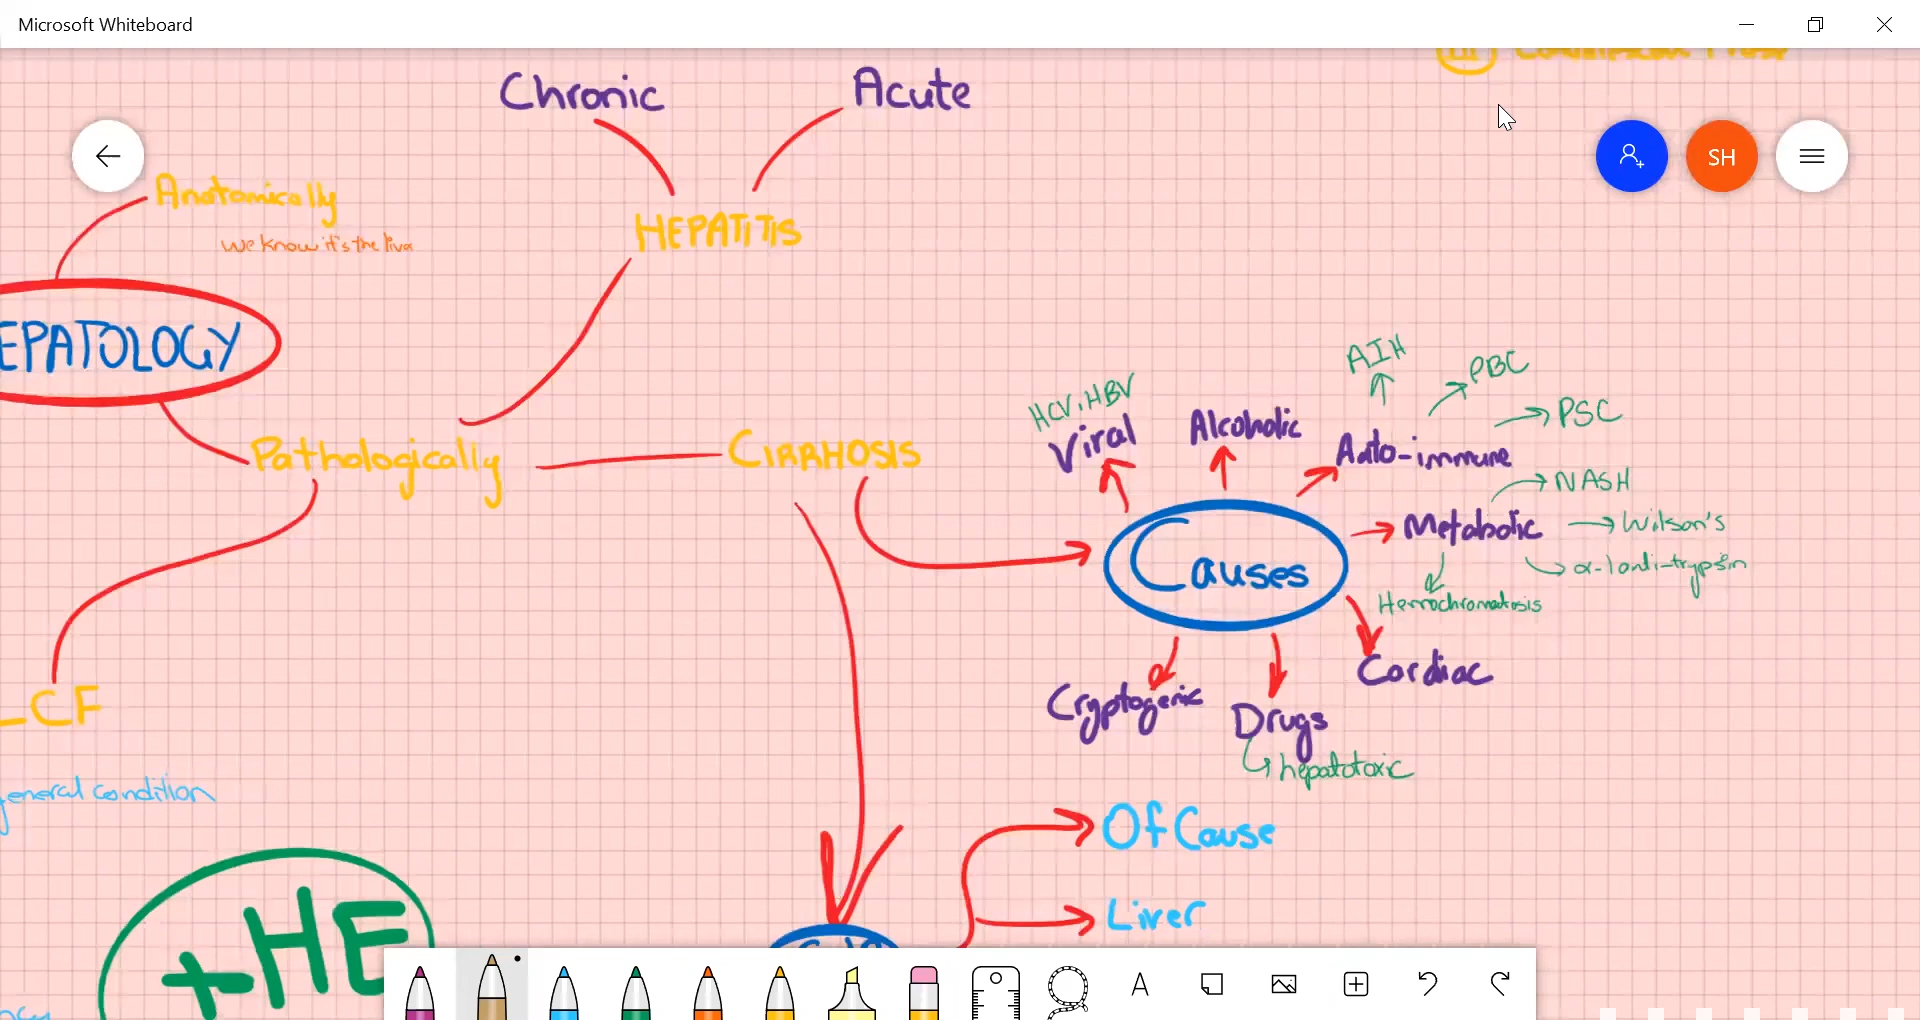 Microsoft Whiteboard
Chronic
Acute
SH
Anatomically
we know it's the liver
HEPATITIS
EPATOLOGY
Pathologically
CIRRHOSIS
HCV, HBV
Viral
Alcoholic
AIH
PBC
PSC
Auto-immune
NASH
Metabolic
Wilson's
α-1 anti-trypsin
Hemochromatosis
Causes
Cardiac
Cryptogenic
Drugs
hepatotoxic
LCF
general condition
Of Cause
Liver
+HE
A